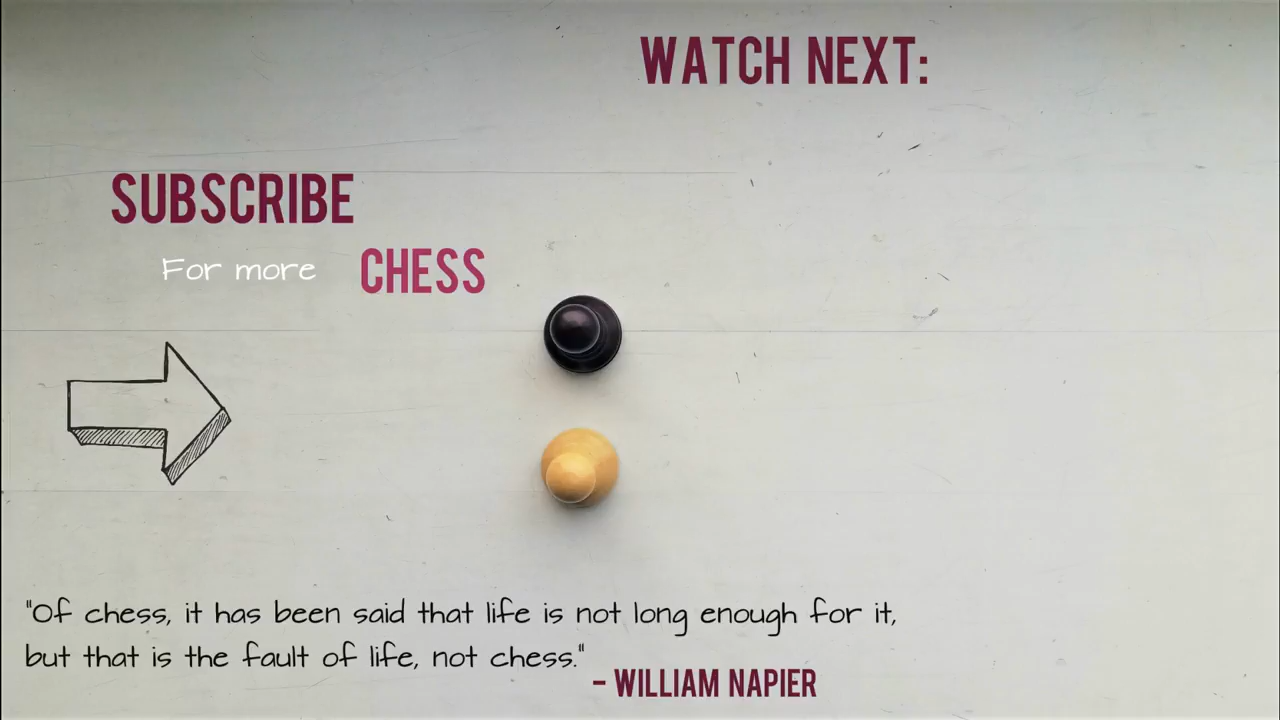 WATCH NEXT:
SUBSCRIBE
For more CHESS
"Of chess, it has been said that life is not long enough for it,
but that is the fault of life, not chess."
- WILLIAM NAPIER